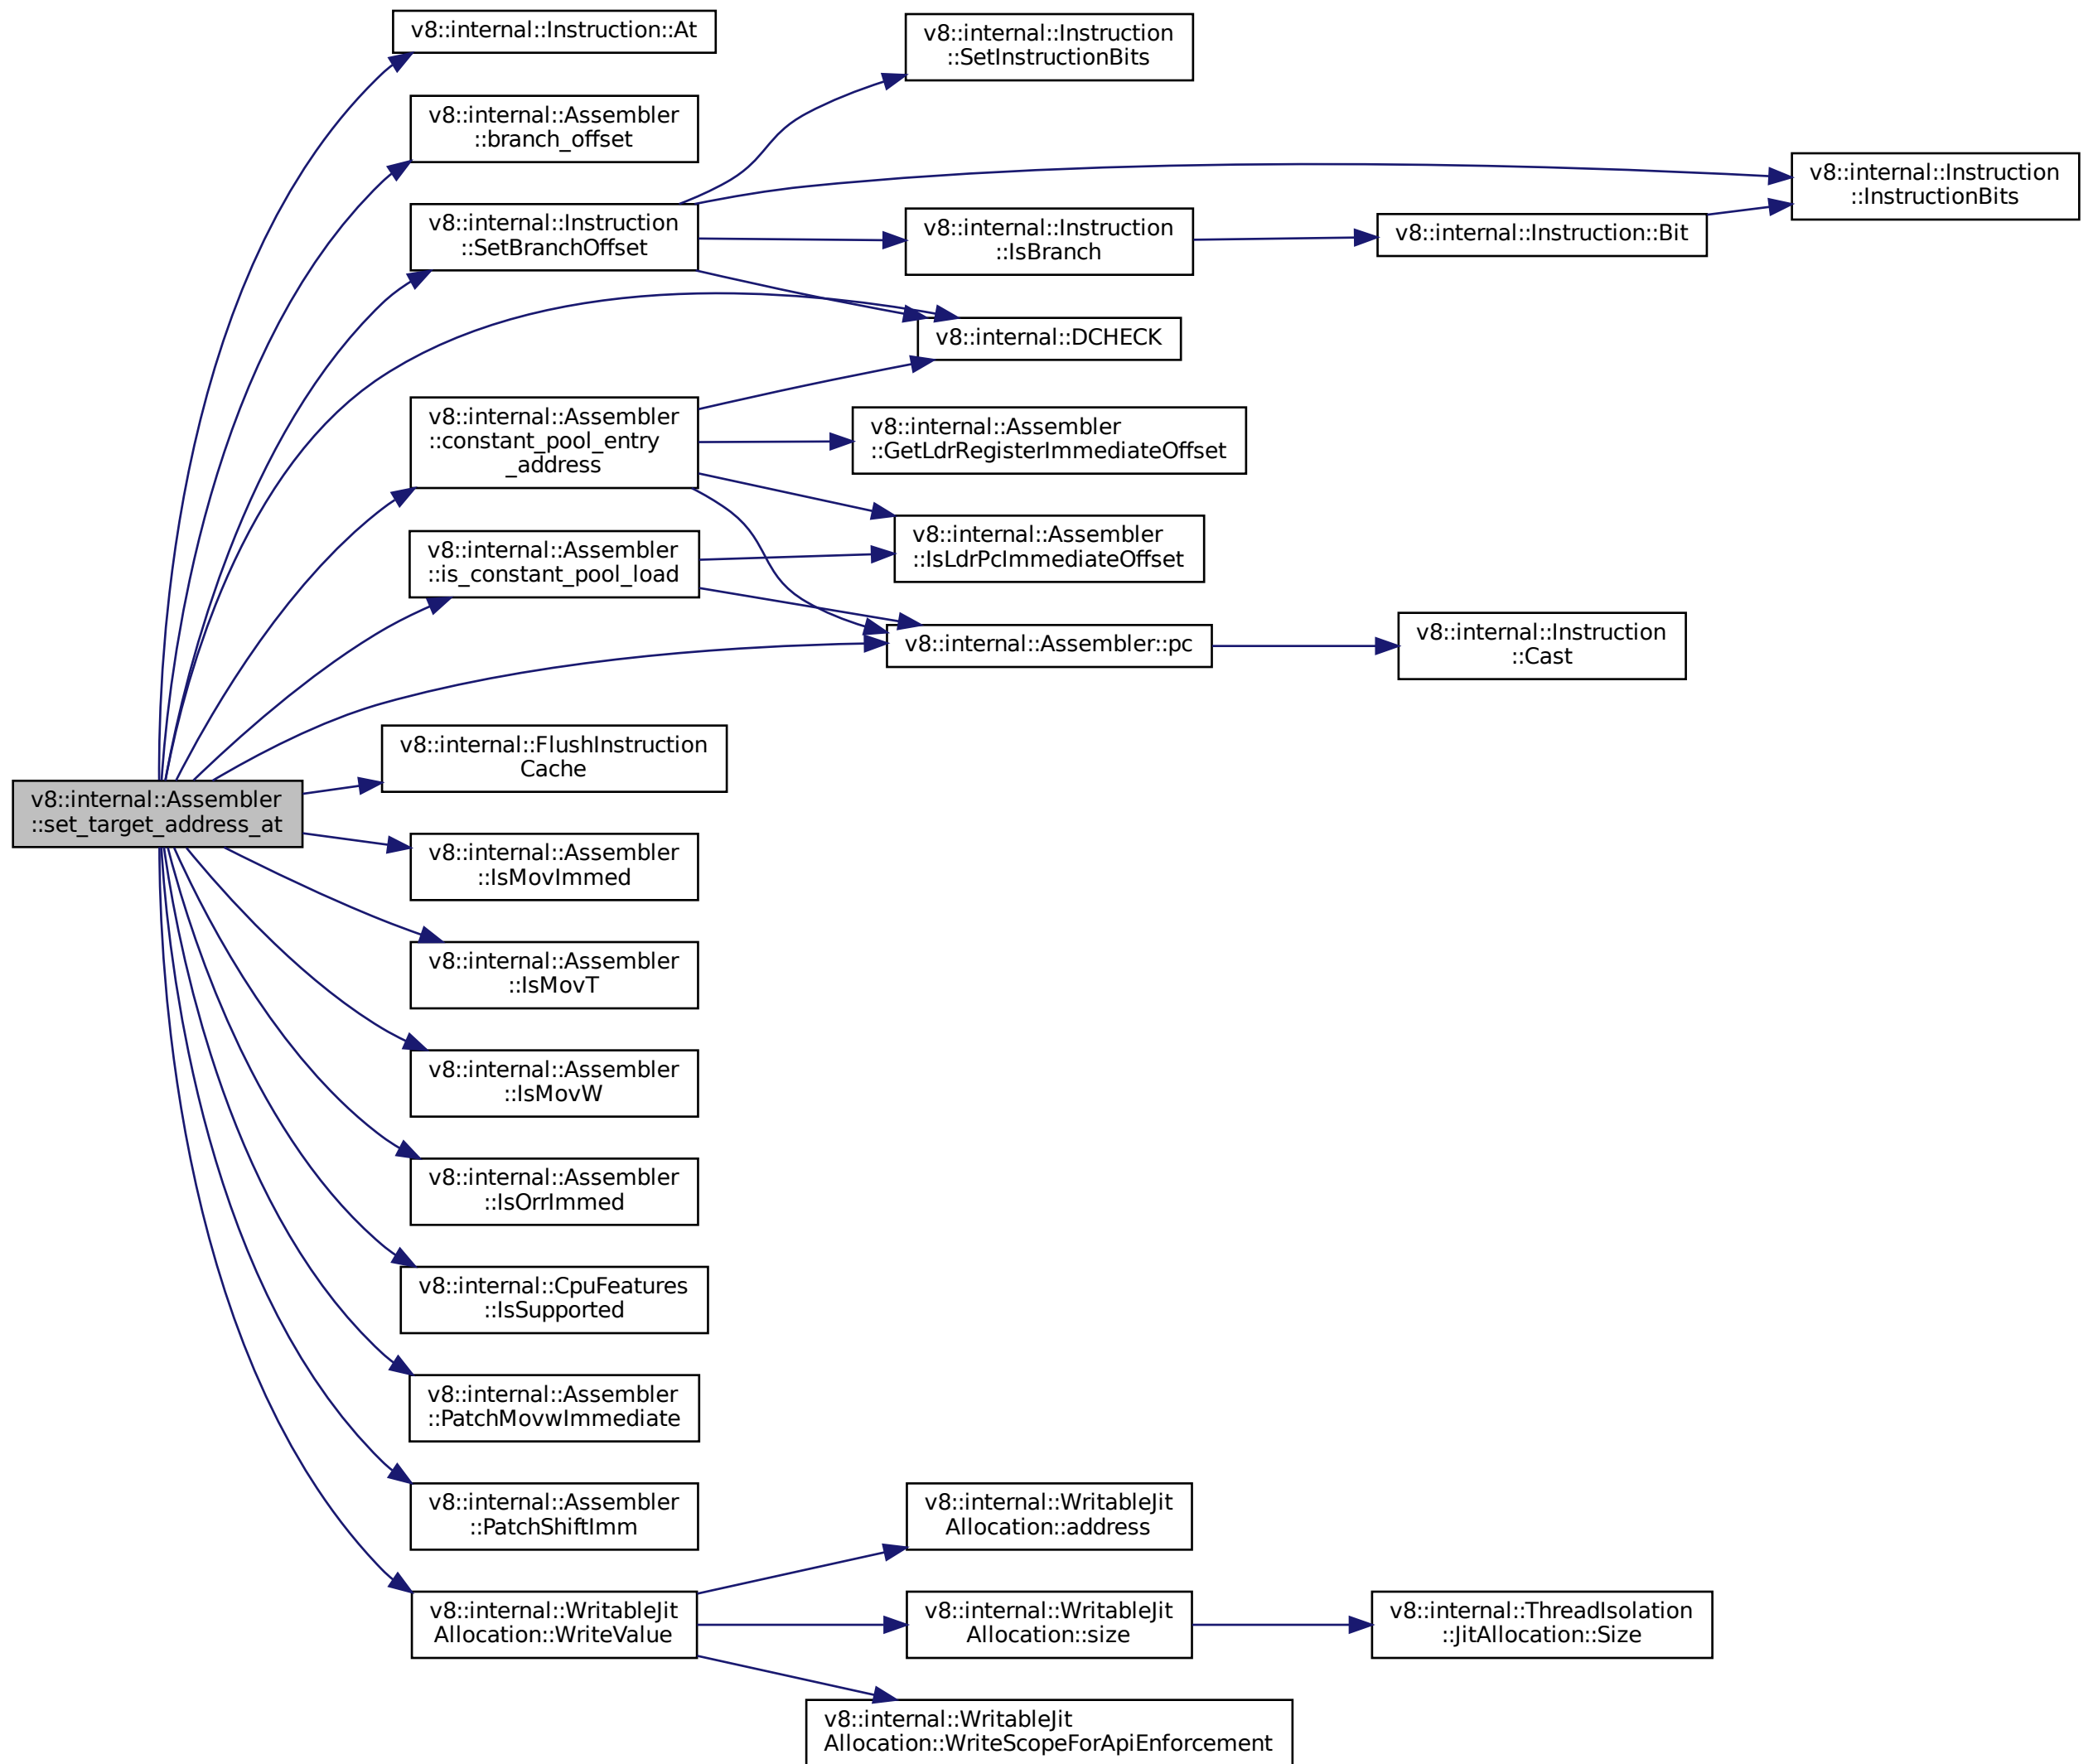 v8::internal::Instruction::At
v8::internal::Assembler
::branch_offset
v8::internal::Instruction
::SetBranchOffset
v8::internal::Instruction
::SetInstructionBits
v8::internal::Instruction
::InstructionBits
v8::internal::Instruction
::IsBranch
v8::internal::Instruction::Bit
v8::internal::DCHECK
v8::internal::Assembler
::constant_pool_entry
_address
v8::internal::Assembler
::GetLdrRegisterImmediateOffset
v8::internal::Assembler
::IsLdrPcImmediateOffset
v8::internal::Assembler
::is_constant_pool_load
v8::internal::Assembler::pc
v8::internal::Instruction
::Cast
v8::internal::FlushInstruction
Cache
v8::internal::Assembler
::set_target_address_at
v8::internal::Assembler
::IsMovImmed
v8::internal::Assembler
::IsMovT
v8::internal::Assembler
::IsMovW
v8::internal::Assembler
::IsOrrImmed
v8::internal::CpuFeatures
::IsSupported
v8::internal::Assembler
::PatchMovwImmediate
v8::internal::Assembler
::PatchShiftImm
v8::internal::WritableJit
Allocation::WriteValue
v8::internal::WritableJit
Allocation::address
v8::internal::WritableJit
Allocation::size
v8::internal::ThreadIsolation
::JitAllocation::Size
v8::internal::WritableJit
Allocation::WriteScopeForApiEnforcement